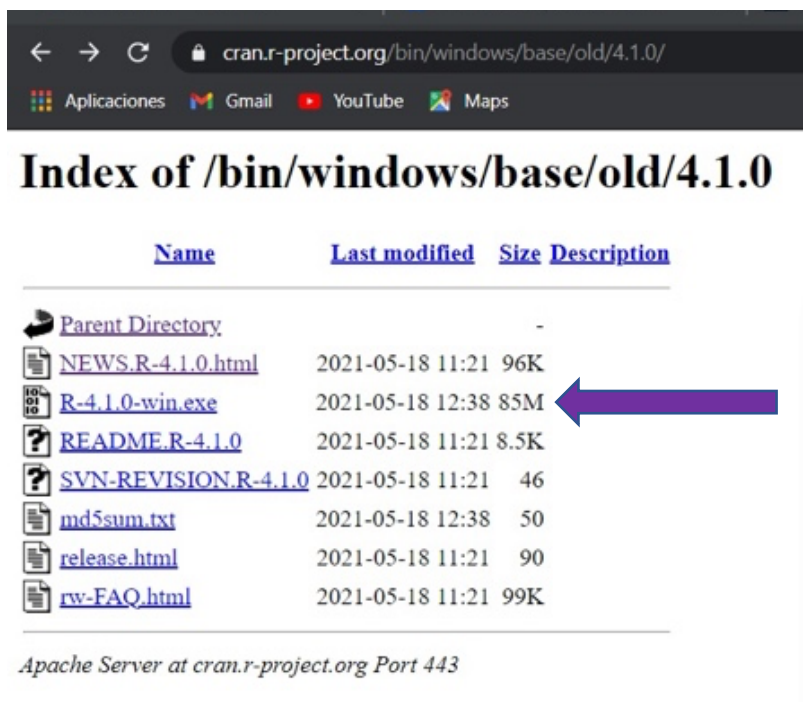 cran.r-project.org/bin/windows/base/old/4.1.0/
Aplicaciones Gmail YouTube Maps
Index of /bin/windows/base/old/4.1.0
Name Last modified Size Description
Parent Directory -
NEWS.R-4.1.0.html 2021-05-18 11:21 96K
R-4.1.0-win.exe 2021-05-18 12:38 85M
README.R-4.1.0 2021-05-18 11:21 8.5K
SVN-REVISION.R-4.1.0 2021-05-18 11:21 46
md5sum.txt 2021-05-18 12:38 50
release.html 2021-05-18 11:21 90
rw-FAQ.html 2021-05-18 11:21 99K
Apache Server at cran.r-project.org Port 443